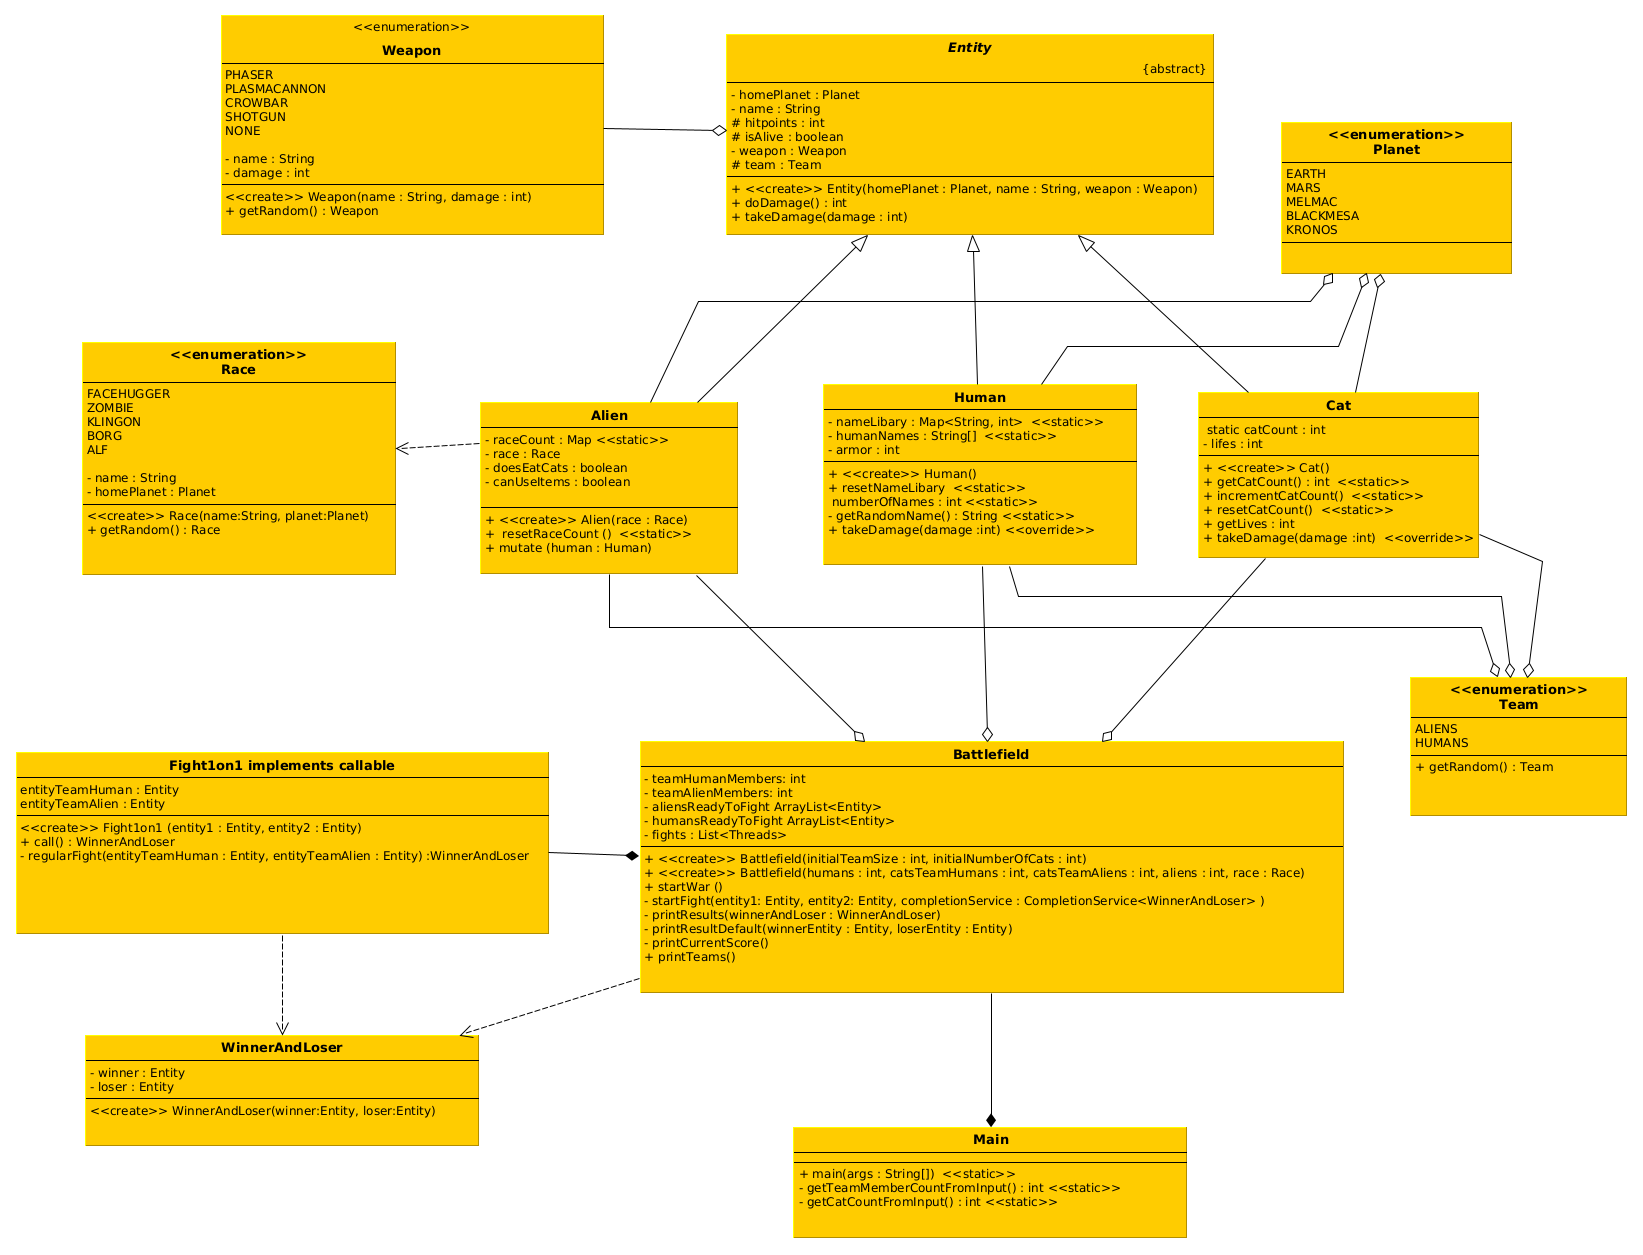 <<enumeration>>
Weapon
PHASER
PLASMACANNON
CROWBAR
SHOTGUN
NONE
- name : String
- damage : int
<<create>> Weapon(name : String, damage : int)
+ getRandom() : Weapon
Entity
{abstract}
- homePlanet : Planet
- name : String
# hitpoints : int
# isAlive : boolean
- weapon : Weapon
# team : Team
+ <<create>> Entity(homePlanet : Planet, name : String, weapon : Weapon)
+ doDamage() : int
+ takeDamage(damage : int)
<<enumeration>>
Planet
EARTH
MARS
MELMAC
BLACKMESA
KRONOS
<<enumeration>>
Race
FACEHUGGER
ZOMBIE
KLINGON
BORG
ALF
- name : String
- homePlanet : Planet
<<create>> Race(name:String, planet:Planet)
+ getRandom() : Race
Alien
- raceCount : Map <<static>>
- race : Race
- doesEatCats : boolean
- canUseItems : boolean
+ <<create>> Alien(race : Race)
+  resetRaceCount ()  <<static>>
+ mutate (human : Human)
Human
- nameLibary : Map<String, int>  <<static>>
- humanNames : String[]  <<static>>
- armor : int
+ <<create>> Human()
+ resetNameLibary  <<static>>
numberOfNames : int <<static>>
- getRandomName() : String <<static>>
+ takeDamage(damage :int) <<override>>
Cat
static catCount : int
- lifes : int
+ <<create>> Cat()
+ getCatCount() : int  <<static>>
+ incrementCatCount()  <<static>>
+ resetCatCount()  <<static>>
+ getLives : int
+ takeDamage(damage :int)  <<override>>
<<enumeration>>
Team
ALIENS
HUMANS
+ getRandom() : Team
Fight1on1 implements callable
entityTeamHuman : Entity
entityTeamAlien : Entity
<<create>> Fight1on1 (entity1 : Entity, entity2 : Entity)
+ call() : WinnerAndLoser
- regularFight(entityTeamHuman : Entity, entityTeamAlien : Entity) :WinnerAndLoser
Battlefield
- teamHumanMembers: int
- teamAlienMembers: int
- aliensReadyToFight ArrayList<Entity>
- humansReadyToFight ArrayList<Entity>
- fights : List<Threads>
+ <<create>> Battlefield(initialTeamSize : int, initialNumberOfCats : int)
+ <<create>> Battlefield(humans : int, catsTeamHumans : int, catsTeamAliens : int, aliens : int, race : Race)
+ startWar ()
- startFight(entity1: Entity, entity2: Entity, completionService : CompletionService<WinnerAndLoser> )
- printResults(winnerAndLoser : WinnerAndLoser)
- printResultDefault(winnerEntity : Entity, loserEntity : Entity)
- printCurrentScore()
+ printTeams()
WinnerAndLoser
- winner : Entity
- loser : Entity
<<create>> WinnerAndLoser(winner:Entity, loser:Entity)
Main
+ main(args : String[])  <<static>>
- getTeamMemberCountFromInput() : int <<static>>
- getCatCountFromInput() : int <<static>>